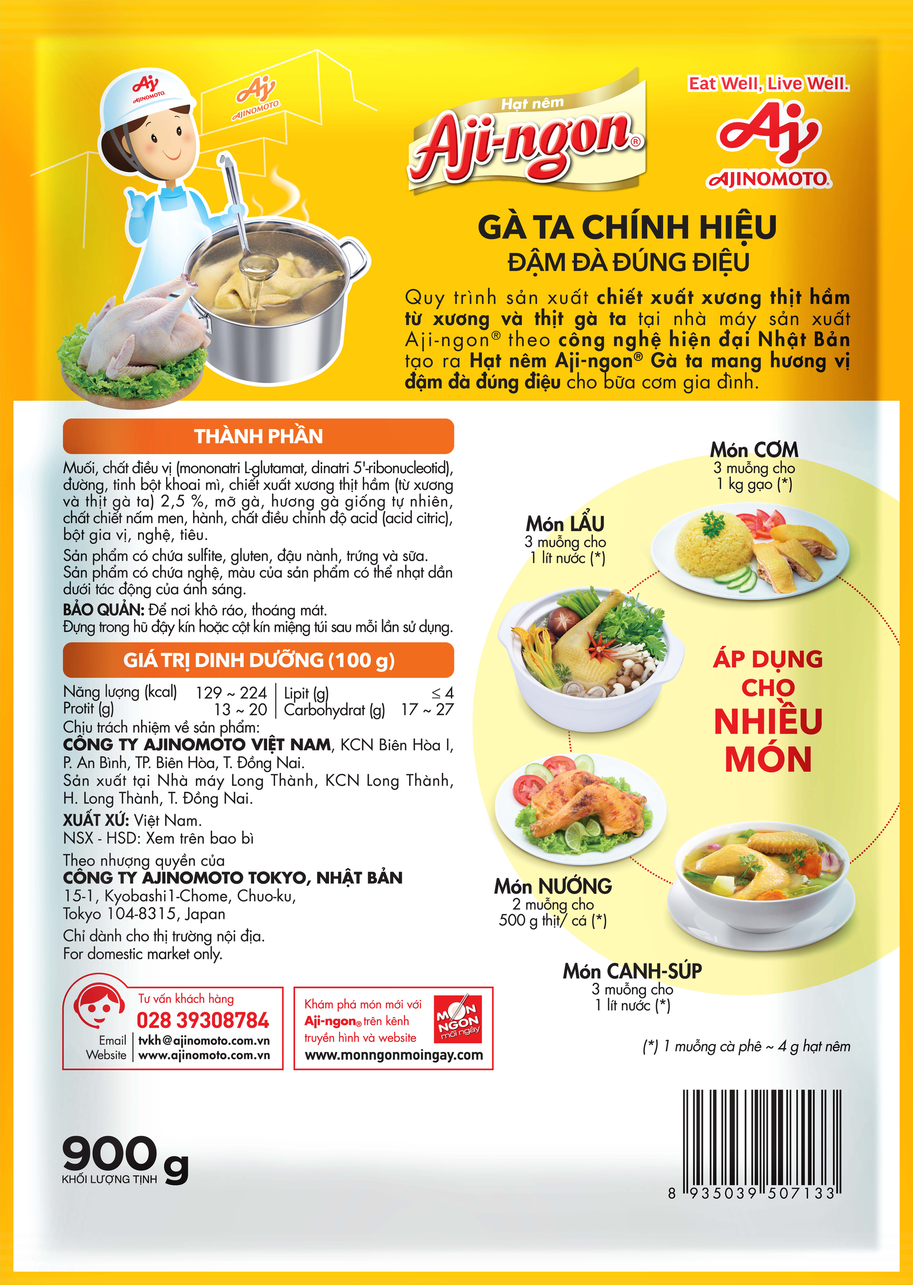 Aj
AJINOMOTO
Aj
AJINOMOTO
Hạt nêm
Aji-ngon®
Eat Well, Live Well.
Aj
AJINOMOTO®
GÀ TA CHÍNH HIỆU
ĐẬM ĐÀ ĐÚNG ĐIỆU
Quy trình sản xuất chiết xuất xương thịt hầm
từ xương và thịt gà ta tại nhà máy sản xuất
Aji-ngon® theo công nghệ hiện đại Nhật Bản
tạo ra Hạt nêm Aji-ngon® Gà ta mang hương vị
đậm đà đúng điệu cho bữa cơm gia đình.
THÀNH PHẦN
Muối, chất điều vị (mononatri L-glutamat, dinatri 5'-ribonucleotid),
đường, tinh bột khoai mì, chiết xuất xương thịt hầm (từ xương
và thịt gà ta) 2,5 %, mỡ gà, hương gà giống tự nhiên,
chất chiết nấm men, hành, chất điều chỉnh độ acid (acid citric),
bột gia vị, nghệ, tiêu.
Sản phẩm có chứa sulfite, gluten, đậu nành, trứng và sữa.
Sản phẩm có chứa nghệ, màu của sản phẩm có thể nhạt dần
dưới tác động của ánh sáng.
BẢO QUẢN: Để nơi khô ráo, thoáng mát.
Đựng trong hũ đậy kín hoặc cột kín miệng túi sau mỗi lần sử dụng.
GIÁ TRỊ DINH DƯỠNG (100 g)
Năng lượng (kcal) 129 ~ 224 Lipit (g) ≤ 4
Protit (g) 13 ~ 20 Carbohydrat (g) 17 ~ 27
Chịu trách nhiệm về sản phẩm:
CÔNG TY AJINOMOTO VIỆT NAM, KCN Biên Hòa I,
P. An Bình, TP. Biên Hòa, T. Đồng Nai.
Sản xuất tại Nhà máy Long Thành, KCN Long Thành,
H. Long Thành, T. Đồng Nai.
XUẤT XỨ: Việt Nam.
NSX - HSD: Xem trên bao bì
Theo nhượng quyền của
CÔNG TY AJINOMOTO TOKYO, NHẬT BẢN
15-1, Kyobashi1-Chome, Chuo-ku,
Tokyo 104-8315, Japan
Chỉ dành cho thị trường nội địa.
For domestic market only.
Tư vấn khách hàng
028 39308784
Email tvkh@ajinomoto.com.vn
Website www.ajinomoto.com.vn
Khám phá món mới với
Aji-ngon® trên kênh
truyền hình và website
www.monngonmoingay.com
MÓN
NGON
mỗi ngày
Món CƠM
3 muỗng cho
1 kg gạo (*)
Món LẨU
3 muỗng cho
1 lít nước (*)
ÁP DỤNG
CHO
NHIỀU
MÓN
Món NƯỚNG
2 muỗng cho
500 g thịt/ cá (*)
Món CANH-SÚP
3 muỗng cho
1 lít nước (*)
(*) 1 muỗng cà phê ~ 4 g hạt nêm
900 g
KHỐI LƯỢNG TỊNH
8 935039 507133